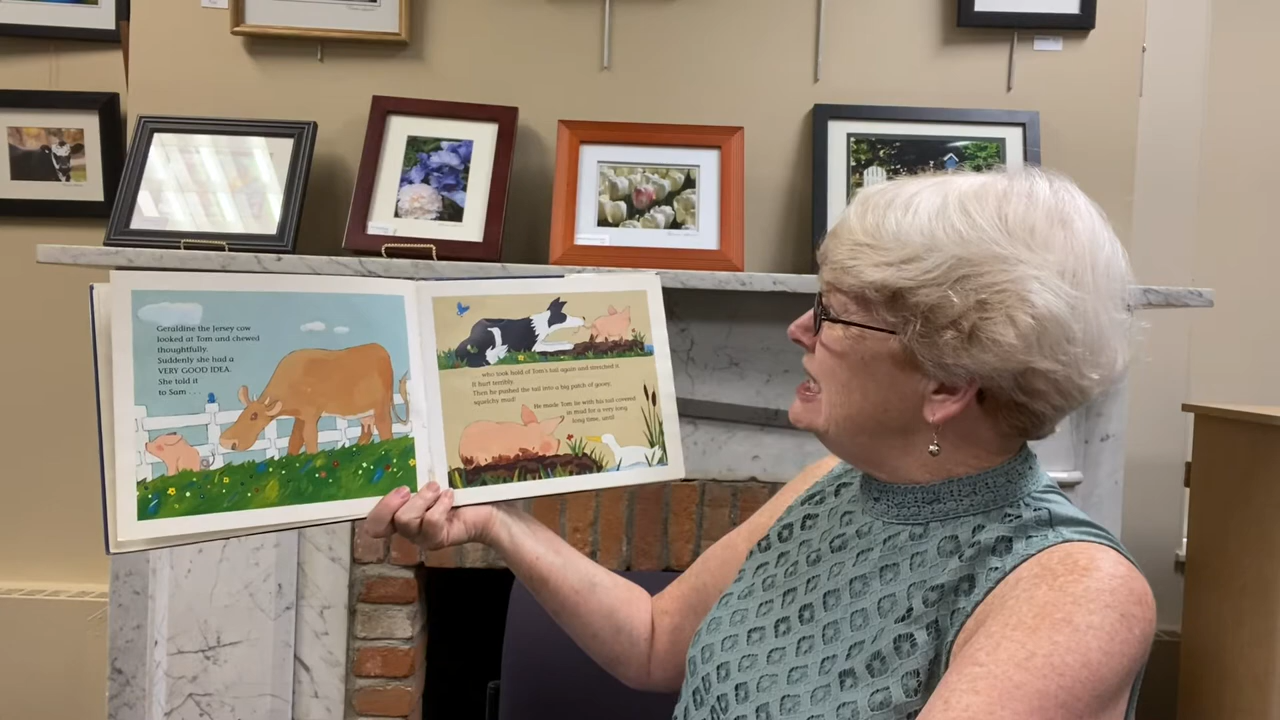 Geraldine the Jersey cow
looked at Tom and chewed
thoughtfully.
Suddenly she had a
VERY GOOD IDEA.
She told it
to Sam . . .
who took hold of Tom's tail again and stretched it.
It hurt terribly.
Then he pushed the tail into a big patch of gooey,
squelchy mud!
He made Tom lie with his tail covered
in mud for a very long
long time, until